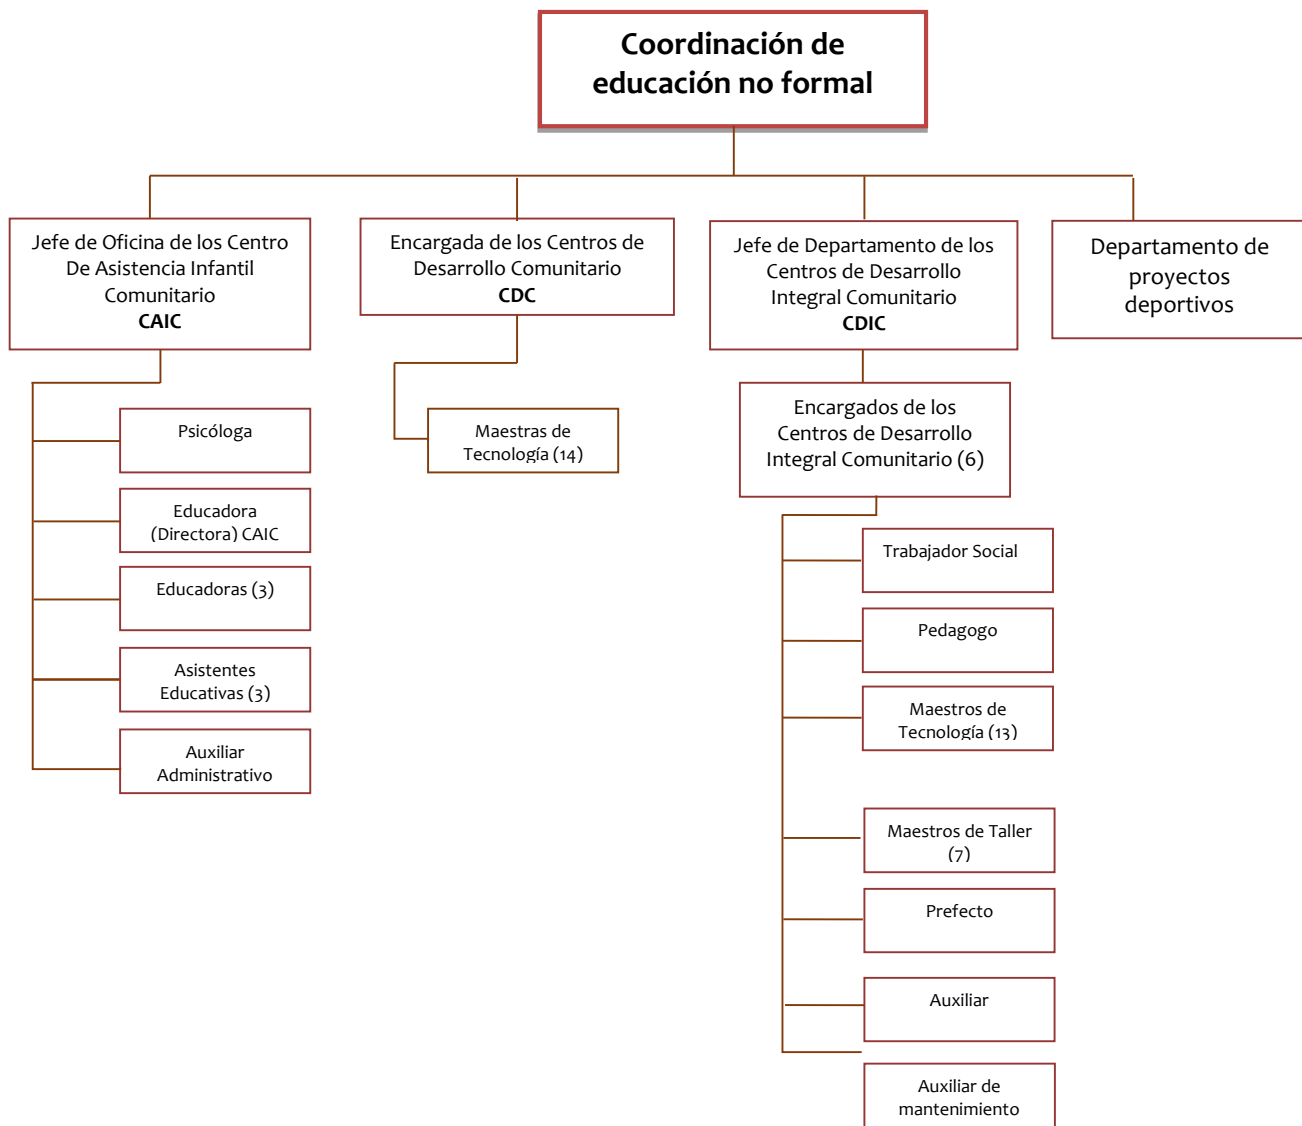 Coordinación de
educación no formal
Jefe de Oficina de los Centro
De Asistencia Infantil
Comunitario
CAIC
Encargada de los Centros de
Desarrollo Comunitario
CDC
Jefe de Departamento de los
Centros de Desarrollo
Integral Comunitario
CDIC
Departamento de
proyectos
deportivos
Psicóloga
Educadora
(Directora) CAIC
Educadoras (3)
Asistentes
Educativas (3)
Auxiliar
Administrativo
Maestras de
Tecnología (14)
Encargados de los
Centros de Desarrollo
Integral Comunitario (6)
Trabajador Social
Pedagogo
Maestros de
Tecnología (13)
Maestros de Taller
(7)
Prefecto
Auxiliar
Auxiliar de
mantenimiento